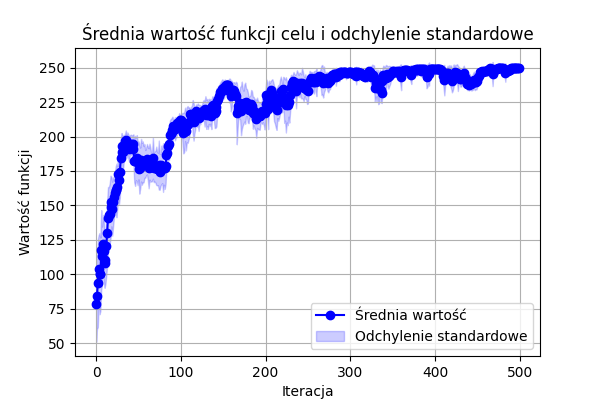 Średnia wartość funkcji celu i odchylenie standardowe
Wartość funkcji
250
225
200
175
150
125
100
75
50
Średnia wartość
Odchylenie standardowe
0 100 200 300 400 500
Iteracja